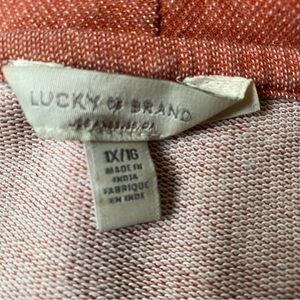 LUCKY BRAND
1X/16
MADE IN
INDIA
FABRIQUÉ
EN INDE